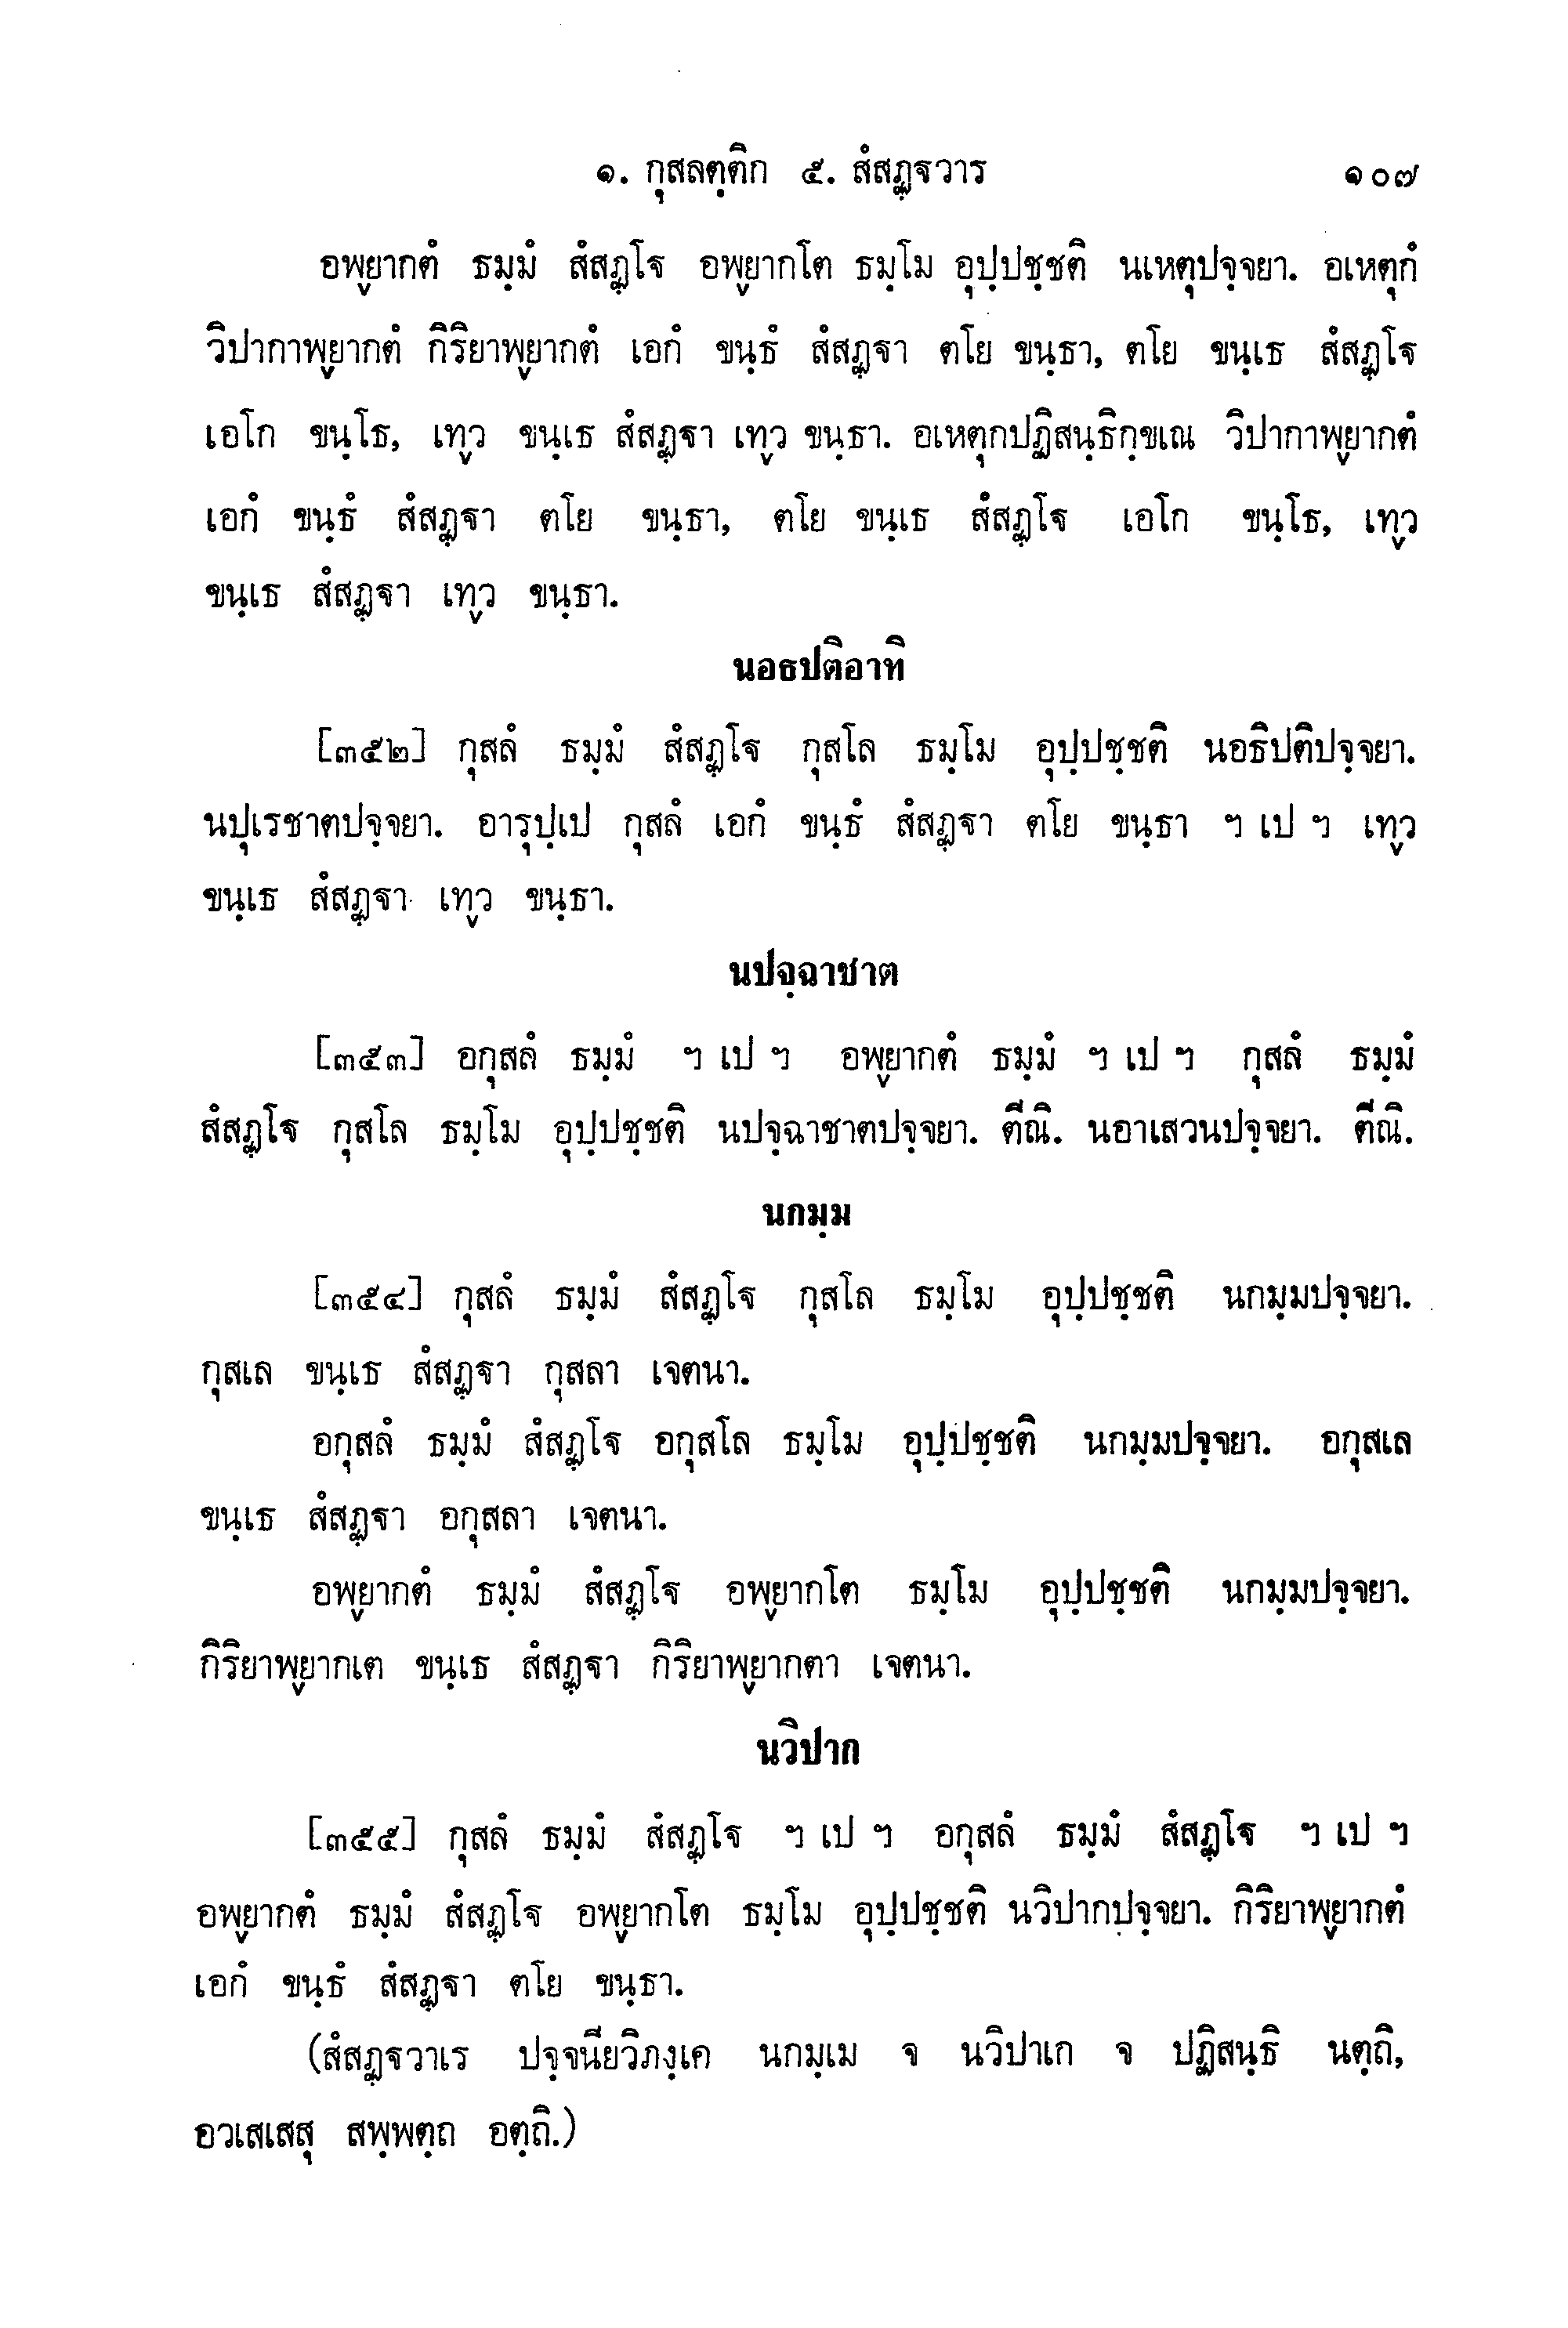 ๑. กุสลตฺติก ๕. สํสฏฺฐวาร ๑๐๗
อพฺยากตํ ธมฺมํ สํสฏฺโฐ อพฺยากโต ธมฺโม อุปฺปชฺชติ นเหตุปจฺจยา. อเหตุกํ
วิปากาพฺยากตํ กิริยาพฺยากตํ เอกํ ขนฺธํ สํสฏฺฐา ตโย ขนฺธา, ตโย ขนฺเธ สํสฏฺโฐ
เอโก ขนฺโธ, เทฺว ขนฺเธ สํสฏฺฐา เทฺว ขนฺธา. อเหตุกปฏิสนฺธิกฺขเณ วิปากาพฺยากตํ
เอกํ ขนฺธํ สํสฏฺฐา ตโย ขนฺธา, ตโย ขนฺเธ สํสฏฺโฐ เอโก ขนฺโธ, เทฺว
ขนฺเธ สํสฏฺฐา เทฺว ขนฺธา.
นอธปติอาทิ
[๓๕๒] กุสลํ ธมฺมํ สํสฏฺโฐ กุสโล ธมฺโม อุปฺปชฺชติ นอธิปติปจฺจยา.
นปุเรชาตปจฺจยา. อารุปฺเป กุสลํ เอกํ ขนฺธํ สํสฏฺฐา ตโย ขนฺธา ฯ เป ฯ เทฺว
ขนฺเธ สํสฏฺฐา เทฺว ขนฺธา.
นปจฺฉาชาต
[๓๕๓] อกุสลํ ธมฺมํ ฯ เป ฯ อพฺยากตํ ธมฺมํ ฯ เป ฯ กุสลํ ธมฺมํ
สํสฏฺโฐ กุสโล ธมฺโม อุปฺปชฺชติ นปจฺฉาชาตปจฺจยา. ตีณิ. นอาเสวนปจฺจยา. ตีณิ.
นกมฺม
[๓๕๔] กุสลํ ธมฺมํ สํสฏฺโฐ กุสโล ธมฺโม อุปฺปชฺชติ นกมฺมปจฺจยา.
กุสเล ขนฺเธ สํสฏฺฐา กุสลา เจตนา.
อกุสลํ ธมฺมํ สํสฏฺโฐ อกุสโล ธมฺโม อุปฺปชฺชติ นกมฺมปจฺจยา. อกุสเล
ขนฺเธ สํสฏฺฐา อกุสลา เจตนา.
อพฺยากตํ ธมฺมํ สํสฏฺโฐ อพฺยากโต ธมฺโม อุปฺปชฺชติ นกมฺมปจฺจยา.
กิริยาพฺยากเต ขนฺเธ สํสฏฺฐา กิริยาพฺยากตา เจตนา.
นวิปาก
[๓๕๕] กุสลํ ธมฺมํ สํสฏฺโฐ ฯ เป ฯ อกุสลํ ธมฺมํ สํสฏฺโฐ ฯ เป ฯ
อพฺยากตํ ธมฺมํ สํสฏฺโฐ อพฺยากโต ธมฺโม อุปฺปชฺชติ นวิปากปจฺจยา. กิริยาพฺยากตํ
เอกํ ขนฺธํ สํสฏฺฐา ตโย ขนฺธา.
(สํสฏฺฐวาเร ปจฺจนียวิภงฺเค นกมฺเม จ นวิปาเก จ ปฏิสนฺธิ นตฺถิ,
อวเสเสสุ สพฺพตฺถ อตฺถิ.)